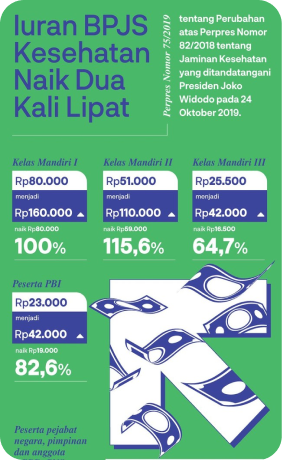 Iuran BPJS
Kesehatan
Naik Dua
Kali Lipat
Perpres Nomor 75/2019
tentang Perubahan
atas Perpres Nomor
82/2018 tentang
Jaminan Kesehatan
yang ditandatangani
Presiden Joko
Widodo pada 24
Oktober 2019.
Kelas Mandiri I
Rp80.000
menjadi
Rp160.000
naik Rp80.000
100%
Kelas Mandiri II
Rp51.000
menjadi
Rp110.000
naik Rp59.000
115,6%
Kelas Mandiri III
Rp25.500
menjadi
Rp42.000
naik Rp16.500
64,7%
Peserta PBI
Rp23.000
menjadi
Rp42.000
naik Rp19.000
82,6%
Peserta pejabat
negara, pimpinan
dan anggota